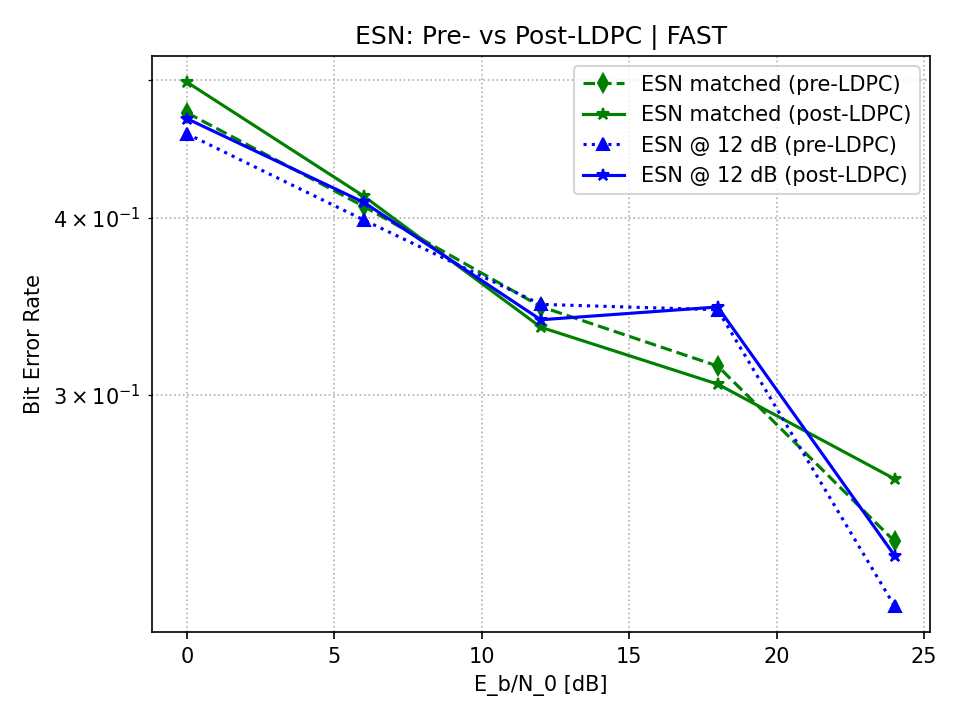 ESN: Pre- vs Post-LDPC | FAST
ESN matched (pre-LDPC)
ESN matched (post-LDPC)
ESN @ 12 dB (pre-LDPC)
ESN @ 12 dB (post-LDPC)
4 × 10⁻¹
3 × 10⁻¹
Bit Error Rate
0 5 10 15 20 25
E_b/N_0 [dB]